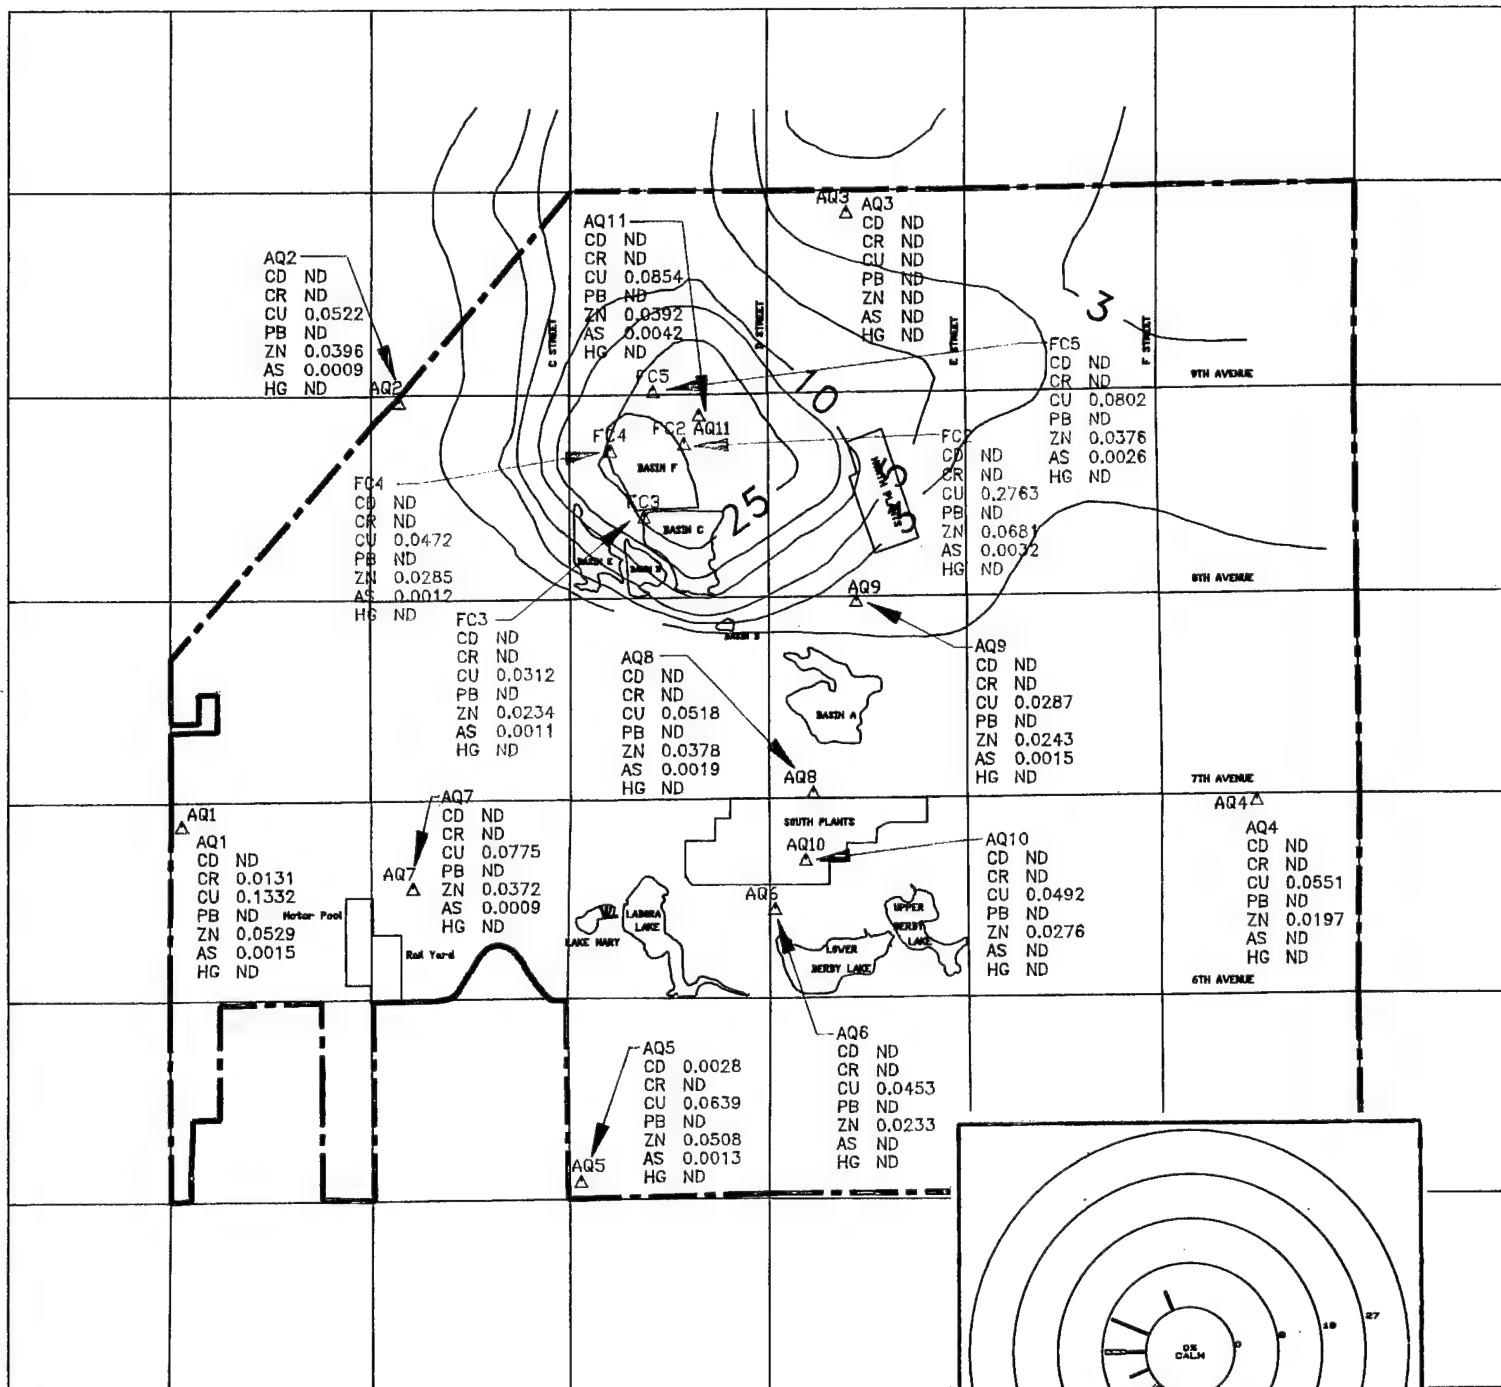 AQ3
AQ3
CD ND
CR ND
CU ND
PB ND
ZN ND
AS ND
HG ND
AQ11
CD ND
CR ND
CU 0.0854
PB ND
ZN 0.0392
AS 0.0042
HG ND
AQ2
CD ND
CR ND
CU 0.0522
PB ND
ZN 0.0396
AS 0.0009
HG ND
AQ2
C STREET
D STREET
E STREET
F STREET
3
9TH AVENUE
FC5
CD ND
CR ND
CU 0.0802
PB ND
ZN 0.0376
AS 0.0026
HG ND
FC5
10
AQ11
FC2
FC4
BASIN F
CD ND
CR ND
CU 0.2763
PB ND
ZN 0.0681
AS 0.0032
HG ND
NORTH PLANTS
5
FC4
CD ND
CR ND
CU 0.0472
PB ND
ZN 0.0285
AS 0.0012
HG ND
FC3
25
BASIN C
BASIN E
BASIN D
8TH AVENUE
AQ9
FC3
CD ND
CR ND
CU 0.0312
PB ND
ZN 0.0234
AS 0.0011
HG ND
AQ8
CD ND
CR ND
CU 0.0518
PB ND
ZN 0.0378
AS 0.0019
HG ND
AQ9
CD ND
CR ND
CU 0.0287
PB ND
ZN 0.0243
AS 0.0015
HG ND
BASIN A
AQ8
7TH AVENUE
AQ4
AQ4
CD ND
CR ND
CU 0.0551
PB ND
ZN 0.0197
AS ND
HG ND
AQ1
AQ1
CD ND
CR 0.0131
CU 0.1332
PB ND
ZN 0.0529
AS 0.0015
HG ND
Motor Pool
Rail Yard
AQ7
CD ND
CR ND
CU 0.0775
PB ND
ZN 0.0372
AS 0.0009
HG ND
AQ7
SOUTH PLANTS
AQ10
AQ10
CD ND
CR ND
CU 0.0492
PB ND
ZN 0.0276
AS ND
HG ND
AQ6
LAKE MARY
LADORA
LAKE
UPPER
DERBY
LAKE
LOWER
DERBY LAKE
6TH AVENUE
AQ5
CD 0.0028
CR ND
CU 0.0639
PB ND
ZN 0.0508
AS 0.0013
HG ND
AQ5
AQ6
CD ND
CR ND
CU 0.0453
PB ND
ZN 0.0233
AS ND
HG ND
0%
CALM
0
9
18
27